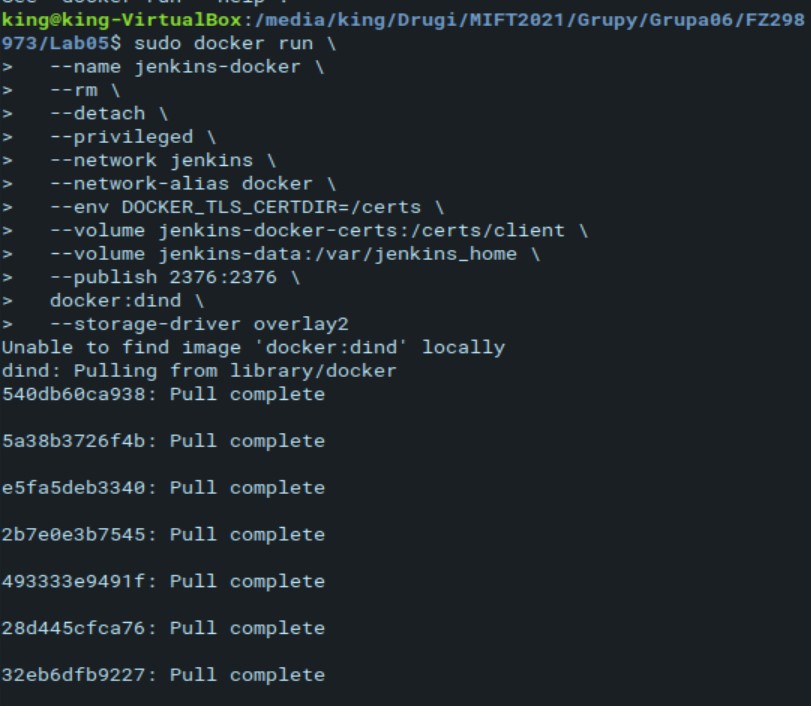 king@king-VirtualBox:/media/king/Drugi/MIFT2021/Grupy/Grupa06/FZ298
973/Lab05$ sudo docker run \
>   --name jenkins-docker \
>   --rm \
>   --detach \
>   --privileged \
>   --network jenkins \
>   --network-alias docker \
>   --env DOCKER_TLS_CERTDIR=/certs \
>   --volume jenkins-docker-certs:/certs/client \
>   --volume jenkins-data:/var/jenkins_home \
>   --publish 2376:2376 \
>   docker:dind \
>   --storage-driver overlay2
Unable to find image 'docker:dind' locally
dind: Pulling from library/docker
540db60ca938: Pull complete
5a38b3726f4b: Pull complete
e5fa5deb3340: Pull complete
2b7e0e3b7545: Pull complete
493333e9491f: Pull complete
28d445cfca76: Pull complete
32eb6dfb9227: Pull complete